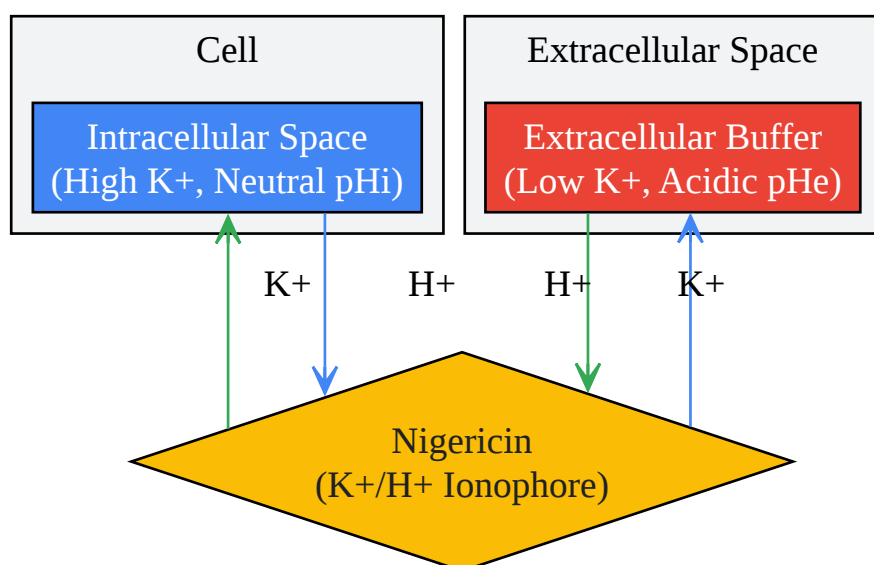 Cell
Intracellular Space
(High K+, Neutral pHi)
Extracellular Space
Extracellular Buffer
(Low K+, Acidic pHe)
K+
H+
H+
K+
Nigericin
(K+/H+ Ionophore)